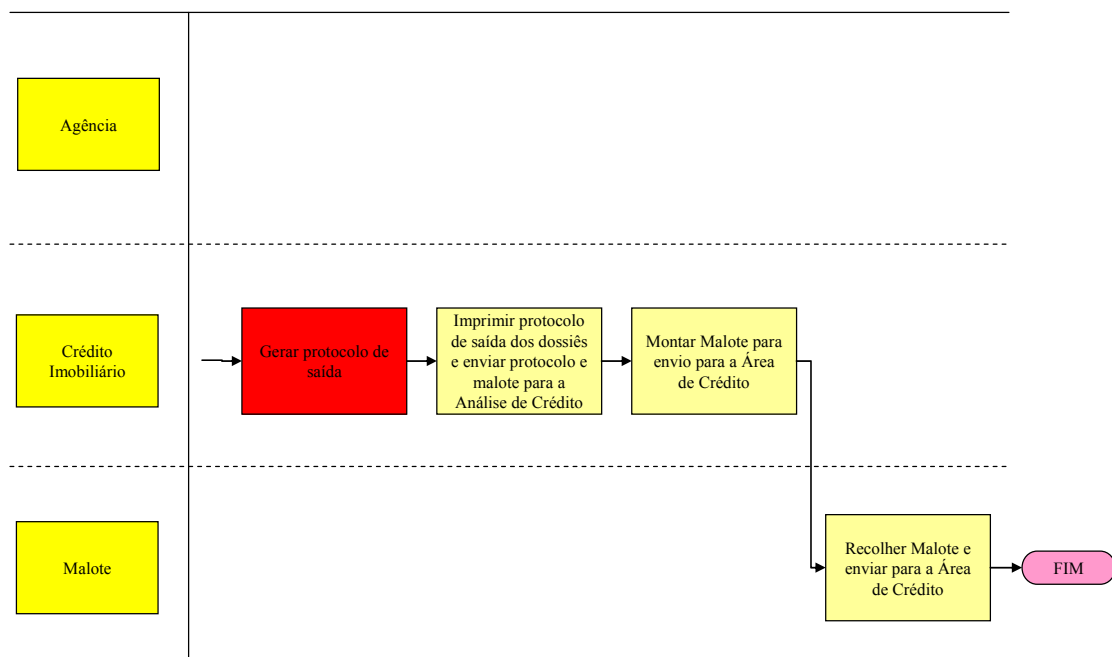 Agência
Crédito
Imobiliário
Gerar protocolo de
saída
Imprimir protocolo
de saída dos dossiês
e enviar protocolo e
malote para a
Análise de Crédito
Montar Malote para
envio para a Área
de Crédito
Malote
Recolher Malote e
enviar para a Área
de Crédito
FIM